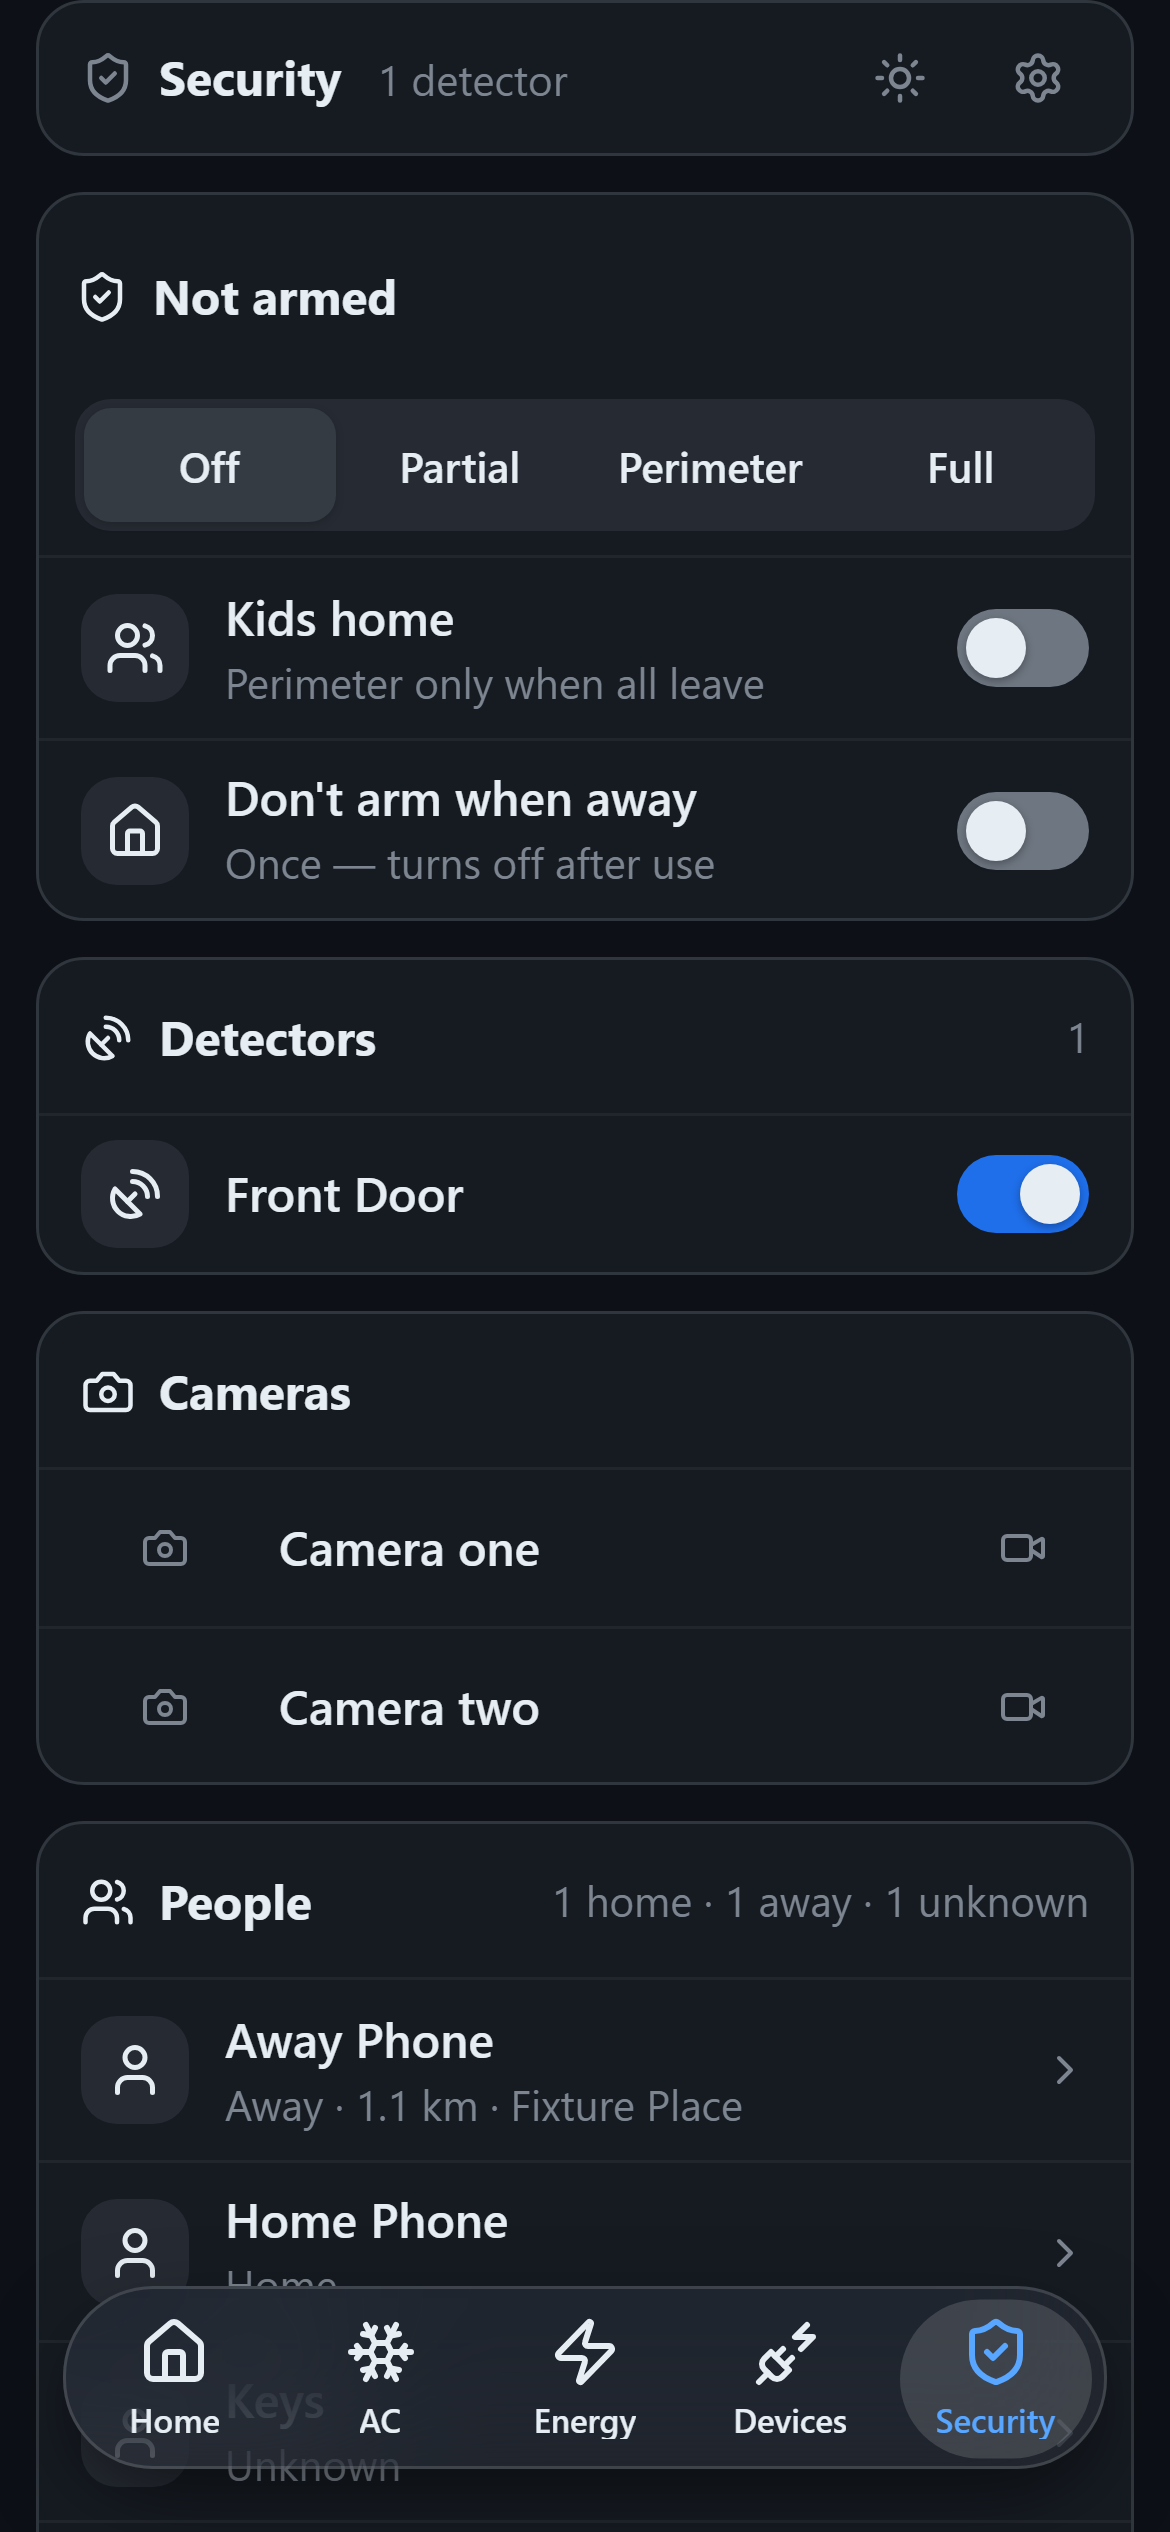 Security 1 detector
Not armed
Off Partial Perimeter Full
Kids home
Perimeter only when all leave
Don't arm when away
Once — turns off after use
Detectors 1
Front Door
Cameras
Camera one
Camera two
People 1 home · 1 away · 1 unknown
Away Phone
Away · 1.1 km · Fixture Place
Home Phone
Home
Keys
Unknown
Home AC Energy Devices Security